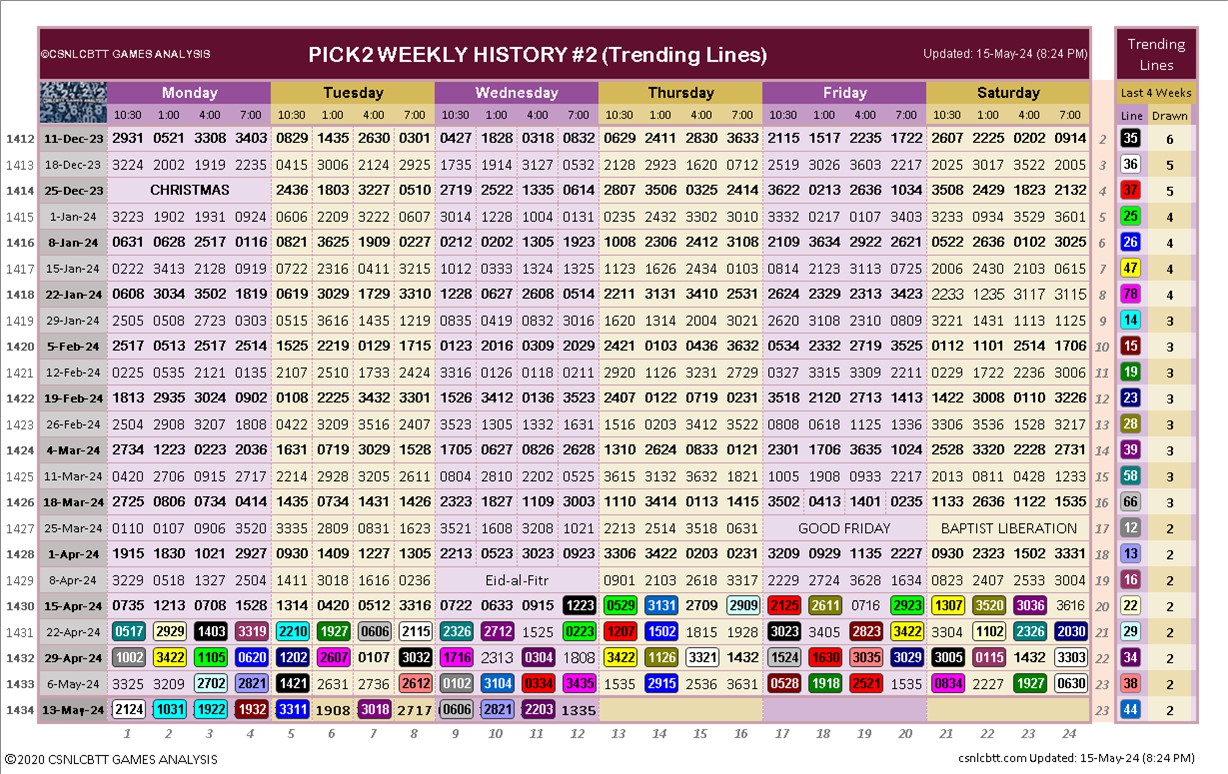 ©CSNLCBTT GAMES ANALYSIS PICK2 WEEKLY HISTORY #2 (Trending Lines) Updated: 15-May-24 (8:24 PM) Trending Lines
Monday Tuesday Wednesday Thursday Friday Saturday Last 4 Weeks
10:30 1:00 4:00 7:00 10:30 1:00 4:00 7:00 10:30 1:00 4:00 7:00 10:30 1:00 4:00 7:00 10:30 1:00 4:00 7:00 10:30 1:00 4:00 7:00 Line Drawn
1412 11-Dec-23 2931 0521 3308 3403 0829 1435 2630 0301 0427 1828 0318 0832 0629 2411 2830 3633 2115 1517 2235 1722 2607 2225 0202 0914 2 35 6
1413 18-Dec-23 3224 2002 1919 2235 0415 3006 2124 2925 1735 1914 3127 0532 2128 2923 1620 0712 2519 3026 3603 2217 2025 3017 3522 2005 3 36 5
1414 25-Dec-23 CHRISTMAS 2436 1803 3227 0510 2719 2522 1335 0614 2807 3506 0325 2414 3622 0213 2636 1034 3508 2429 1823 2132 4 37 5
1415 1-Jan-24 3223 1902 1931 0924 0606 2209 3222 0607 3014 1228 1004 0131 0235 2432 3302 3010 3332 0217 0107 3403 3233 0934 3529 3601 5 25 4
1416 8-Jan-24 0631 0628 2517 0116 0821 3625 1909 0227 0212 0202 1305 1923 1008 2306 2412 3108 2109 3634 2922 2621 0522 2636 0102 3025 6 26 4
1417 15-Jan-24 0222 3413 2128 0919 0722 2316 0411 3215 1012 0333 1324 1325 1123 1626 2434 0103 0814 2123 3113 0725 2006 2430 2103 0615 7 47 4
1418 22-Jan-24 0608 3034 3502 1819 0619 3029 1729 3311 1228 0627 2608 0514 2211 3131 3410 2531 2624 2329 2313 3423 2233 1235 3117 3115 8 78 4
1419 29-Jan-24 2505 0508 2723 0303 0515 3616 1435 1219 0835 0419 0832 3016 1620 1314 2004 3021 2620 3108 2310 0809 3221 1431 1113 1125 9 14 3
1420 5-Feb-24 2517 0513 2517 2514 1525 2219 0129 1715 0123 2016 0309 2029 2421 0103 0436 3632 0534 2332 2719 3525 0112 1101 2514 1706 10 15 3
1421 12-Feb-24 0225 0535 2121 0135 2107 2510 1733 2424 3316 0126 0118 0211 2920 1126 3231 2729 0327 3315 3309 2211 0229 1722 2236 3006 11 19 3
1422 19-Feb-24 1813 2935 3024 0902 0108 2225 3432 3301 1526 3412 0136 3523 2407 0122 0719 0231 3518 2120 2713 1413 1422 3008 0110 3226 12 23 3
1423 26-Feb-24 2504 2908 3207 1808 0422 3209 3516 2407 3523 1305 1332 1631 1516 0203 3412 3522 0808 0618 1125 1336 3306 3536 1528 3217 13 28 3
1424 4-Mar-24 2734 1223 0223 2036 1631 0719 3029 1523 1705 0627 0826 2628 1310 2624 0833 0121 2301 1706 3635 1024 2528 3320 2228 2731 14 39 3
1425 11-Mar-24 0420 2706 0915 2717 2214 2928 3205 2611 0804 2810 2202 0525 3615 3132 3632 1821 1005 1908 0933 2217 2013 0811 0428 1233 15 58 3
1426 18-Mar-24 2725 0806 0734 0414 1435 0734 1431 1426 2323 1827 1109 3003 1110 3414 0113 1415 3502 0413 1401 0235 1133 2636 1122 1535 16 66 3
1427 25-Mar-24 0110 0107 0906 3520 3335 2809 0831 1623 3521 1608 3208 1021 2213 2514 3518 0631 GOOD FRIDAY BAPTIST LIBERATION 17 12 2
1428 1-Apr-24 1915 1830 1021 2927 0930 1409 1227 1305 2213 0523 3023 0923 3306 3422 0203 0231 3209 0929 1135 2227 0930 2323 1502 3331 18 13 2
1429 8-Apr-24 3229 0518 1327 2504 1411 3018 1616 0236 Eid-al-Fitr 0901 2103 2618 3317 2229 2724 3628 1634 0823 2407 2533 3004 19 16 2
1430 15-Apr-24 0735 1213 0708 1528 1314 0420 0512 3316 0722 0633 0915 1223 0529 3131 2709 2909 2125 2611 0716 2923 1307 3520 3036 3618 20 22 2
1431 22-Apr-24 0517 2929 1403 3319 2210 1927 0606 2115 2326 2712 1525 0223 1207 1502 1815 1928 3023 3405 2823 3422 3304 1102 2326 2030 21 29 2
1432 29-Apr-24 1002 3422 1105 0620 1202 2607 0107 3032 1716 2313 0304 1808 3422 1126 3321 1432 1524 1630 3035 3029 3005 0115 1432 3303 22 34 2
1433 6-May-24 3325 3209 2702 2821 1421 2631 2736 2612 0102 3104 0334 3435 1535 2915 2536 3631 0528 1918 2521 1535 0834 2227 1927 0630 23 38 2
1434 13-May-24 2124 1031 1922 1932 3311 1908 3018 2717 0606 2821 2203 1335 23 44 2
1 2 3 4 5 6 7 8 9 10 11 12 13 14 15 16 17 18 19 20 21 22 23 24
©2020 CSNLCBTT GAMES ANALYSIS csnlcbtt.com Updated: 15-May-24 (8:24 PM)